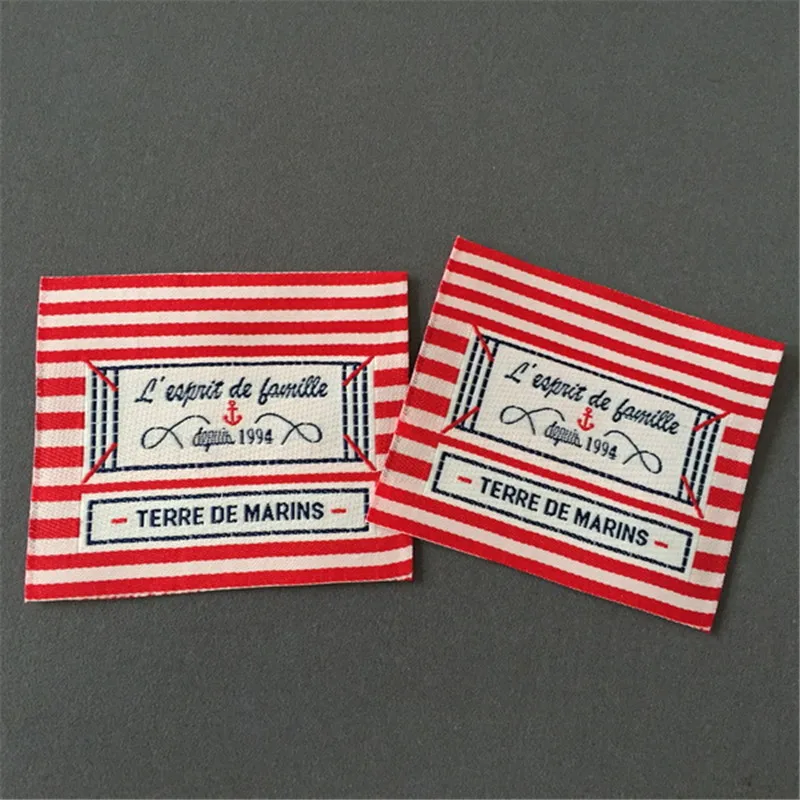 L'esprit de famille
depuis 1994
- TERRE DE MARINS -
L'esprit de famille
depuis 1994
- TERRE DE MARINS -